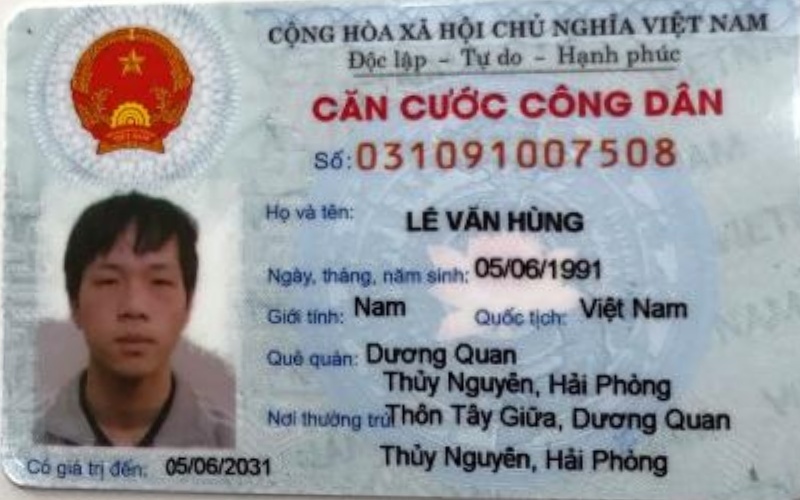 CỘNG HÒA XÃ HỘI CHỦ NGHĨA VIỆT NAM
Độc lập - Tự do - Hạnh phúc
CĂN CƯỚC CÔNG DÂN
Số: 031091007508
Họ và tên: LÊ VĂN HÙNG
Ngày, tháng, năm sinh: 05/06/1991
Giới tính: Nam Quốc tịch: Việt Nam
Quê quán: Dương Quan
Thủy Nguyên, Hải Phòng
Nơi thường trú: Thôn Tây Giữa, Dương Quan
Thủy Nguyên, Hải Phòng
Có giá trị đến: 05/06/2031